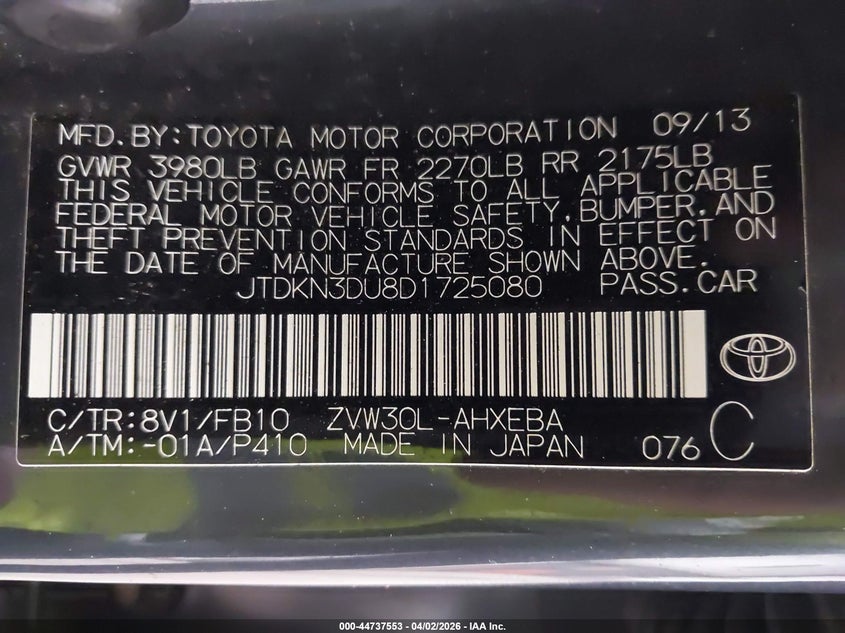 MFD.BY:TOYOTA MOTOR CORPORATION 09/13
GVWR 3980LB GAWR FR 2270LB RR 2175LB
THIS VEHICLE CONFORMS TO ALL APPLICABLE
FEDERAL MOTOR VEHICLE SAFETY,BUMPER,AND
THEFT PREVENTION STANDARDS IN EFFECT ON
THE DATE OF MANUFACTURE SHOWN ABOVE.
JTDKN3DU8D1725080 PASS.CAR
C/TR:8V1/FB10 ZVW30L-AHXEBA
A/TM:-01A/P410 MADE IN JAPAN 076 C
000-44737553 - 04/02/2026 - IAA Inc.